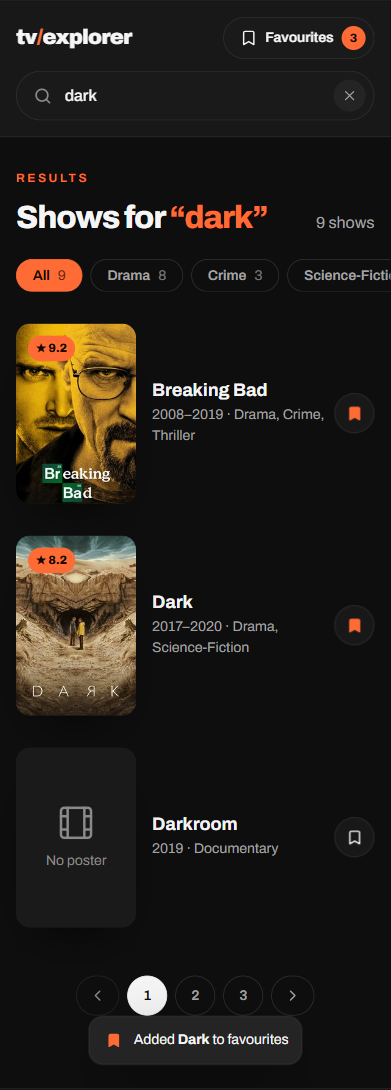 tv/explorer
Favourites 3
dark
RESULTS
Shows for “dark”
9 shows
All 9
Drama 8
Crime 3
Science-Ficti
★ 9.2
Breaking
Bad
Breaking Bad
2008–2019 · Drama, Crime,
Thriller
★ 8.2
D A Я K
Dark
2017–2020 · Drama,
Science-Fiction
No poster
Darkroom
2019 · Documentary
1 2 3
Added Dark to favourites